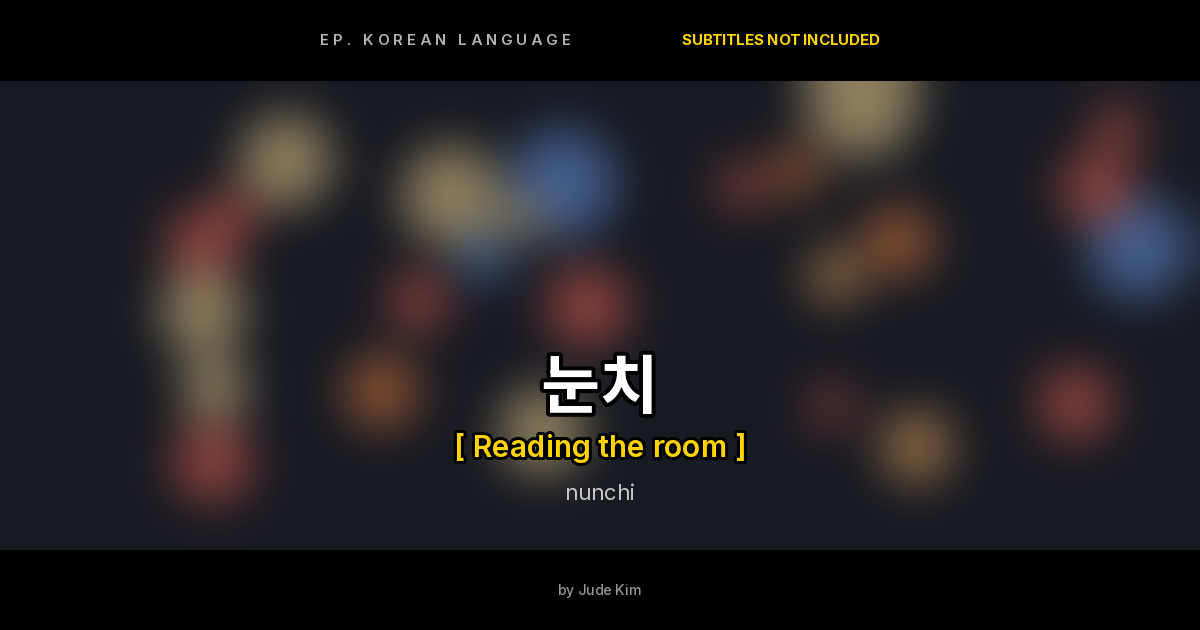 EP. KOREAN LANGUAGE
SUBTITLES NOT INCLUDED
눈치
[ Reading the room ]
nunchi
by Jude Kim